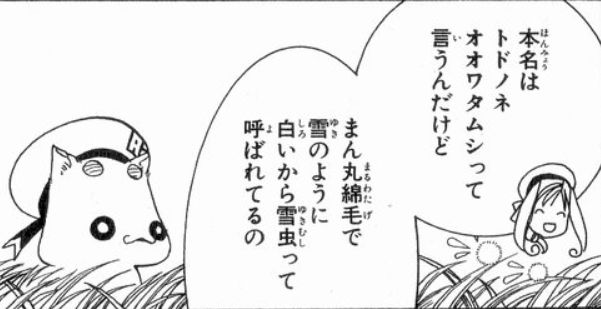 本名は
トドノネ
オオワタムシって
言うんだけど
まん丸綿毛で
雪のように
白いから雪虫って
呼ばれてるの